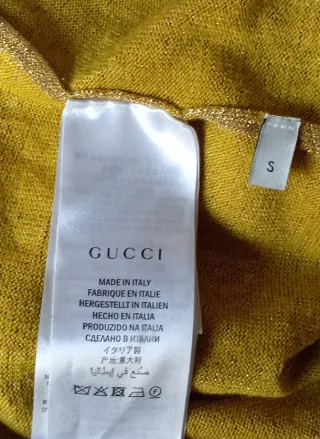 S
GUCCI
MADE IN ITALY
FABRIQUE EN ITALIE
HERGESTELLT IN ITALIEN
HECHO EN ITALIA
PRODUZIDO NA ITALIA
СДЕЛАНО В ИТАЛИИ
イタリア製
产地:意大利
صنع في إيطاليا